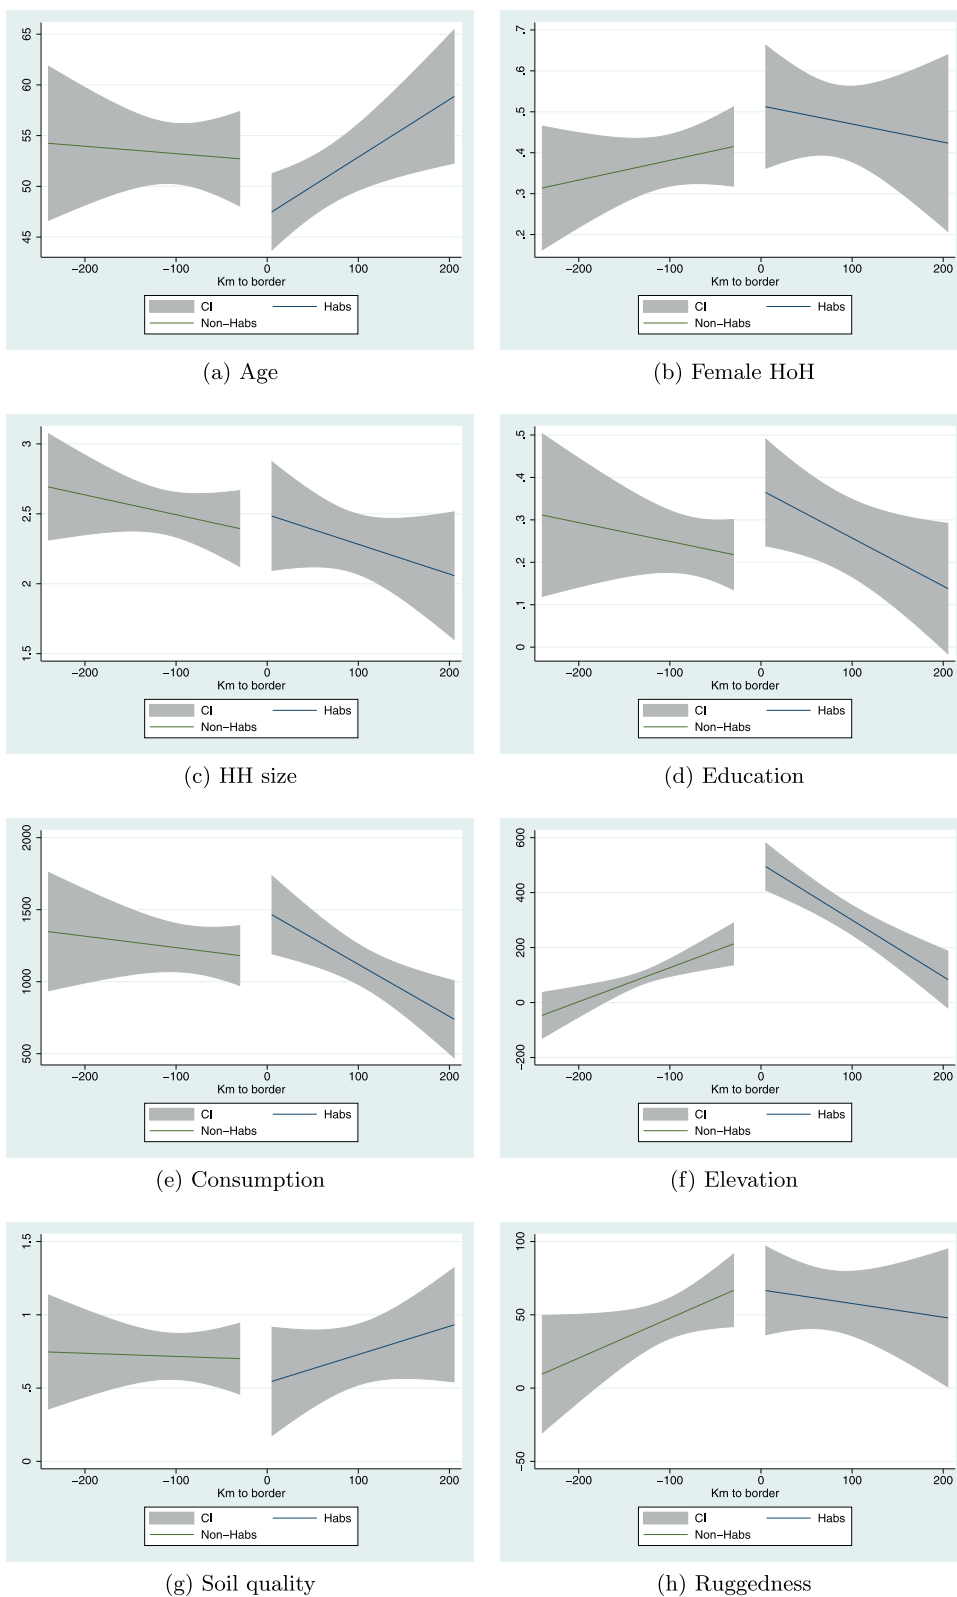 65
60
55
50
45
−200 −100 0 100 200
Km to border
CI Habs
Non−Habs
(a) Age
.7
.6
.5
.4
.3
.2
−200 −100 0 100 200
Km to border
CI Habs
Non−Habs
(b) Female HoH
3
2.5
2
1.5
−200 −100 0 100 200
Km to border
CI Habs
Non−Habs
(c) HH size
.5
.4
.3
.2
.1
0
−200 −100 0 100 200
Km to border
CI Habs
Non−Habs
(d) Education
2000
1500
1000
500
−200 −100 0 100 200
Km to border
CI Habs
Non−Habs
(e) Consumption
600
400
200
0
−200
−200 −100 0 100 200
Km to border
CI Habs
Non−Habs
(f) Elevation
1.5
1
.5
0
−200 −100 0 100 200
Km to border
CI Habs
Non−Habs
(g) Soil quality
100
50
0
−50
−200 −100 0 100 200
Km to border
CI Habs
Non−Habs
(h) Ruggedness